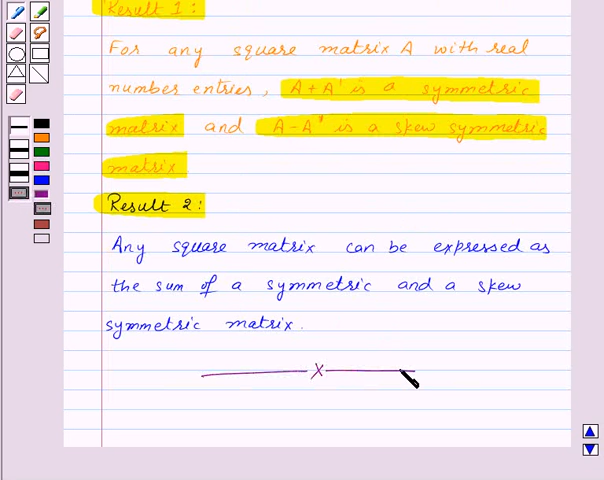 Result 1:
For any square matrix A with real
number entries, A + A' is a symmetric
matrix and A - A' is a skew symmetric
matrix
Result 2:
Any square matrix can be expressed as
the sum of a symmetric and a skew
symmetric matrix.
X